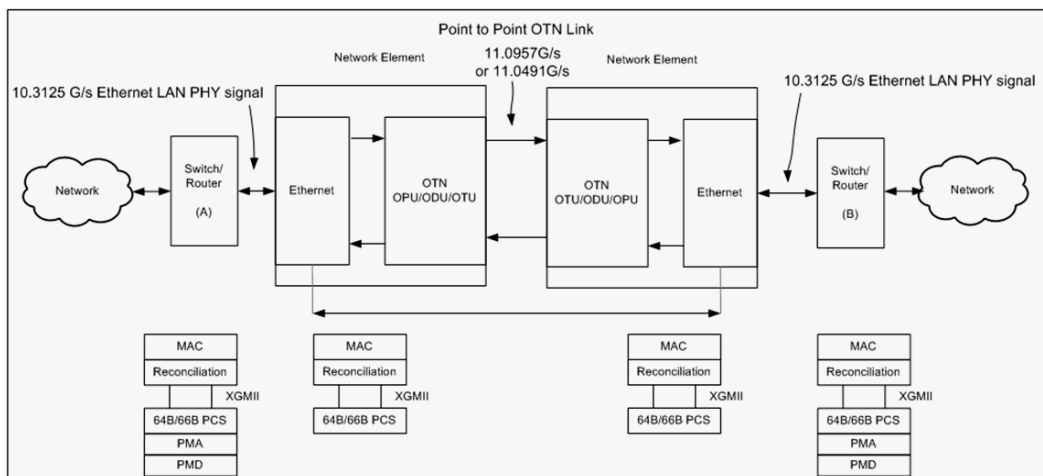 Point to Point OTN Link
Network Element
11.0957G/s
or 11.0491G/s
Network Element
10.3125 G/s Ethernet LAN PHY signal
10.3125 G/s Ethernet LAN PHY signal
Network
Switch/
Router
(A)
Ethernet
OTN
OPU/ODU/OTU
OTN
OTU/ODU/OPU
Ethernet
Switch/
Router
(B)
Network
MAC
Reconciliation
XGMII
64B/66B PCS
PMA
PMD
MAC
Reconciliation
XGMII
64B/66B PCS
MAC
Reconciliation
XGMII
64B/66B PCS
MAC
Reconciliation
XGMII
64B/66B PCS
PMA
PMD